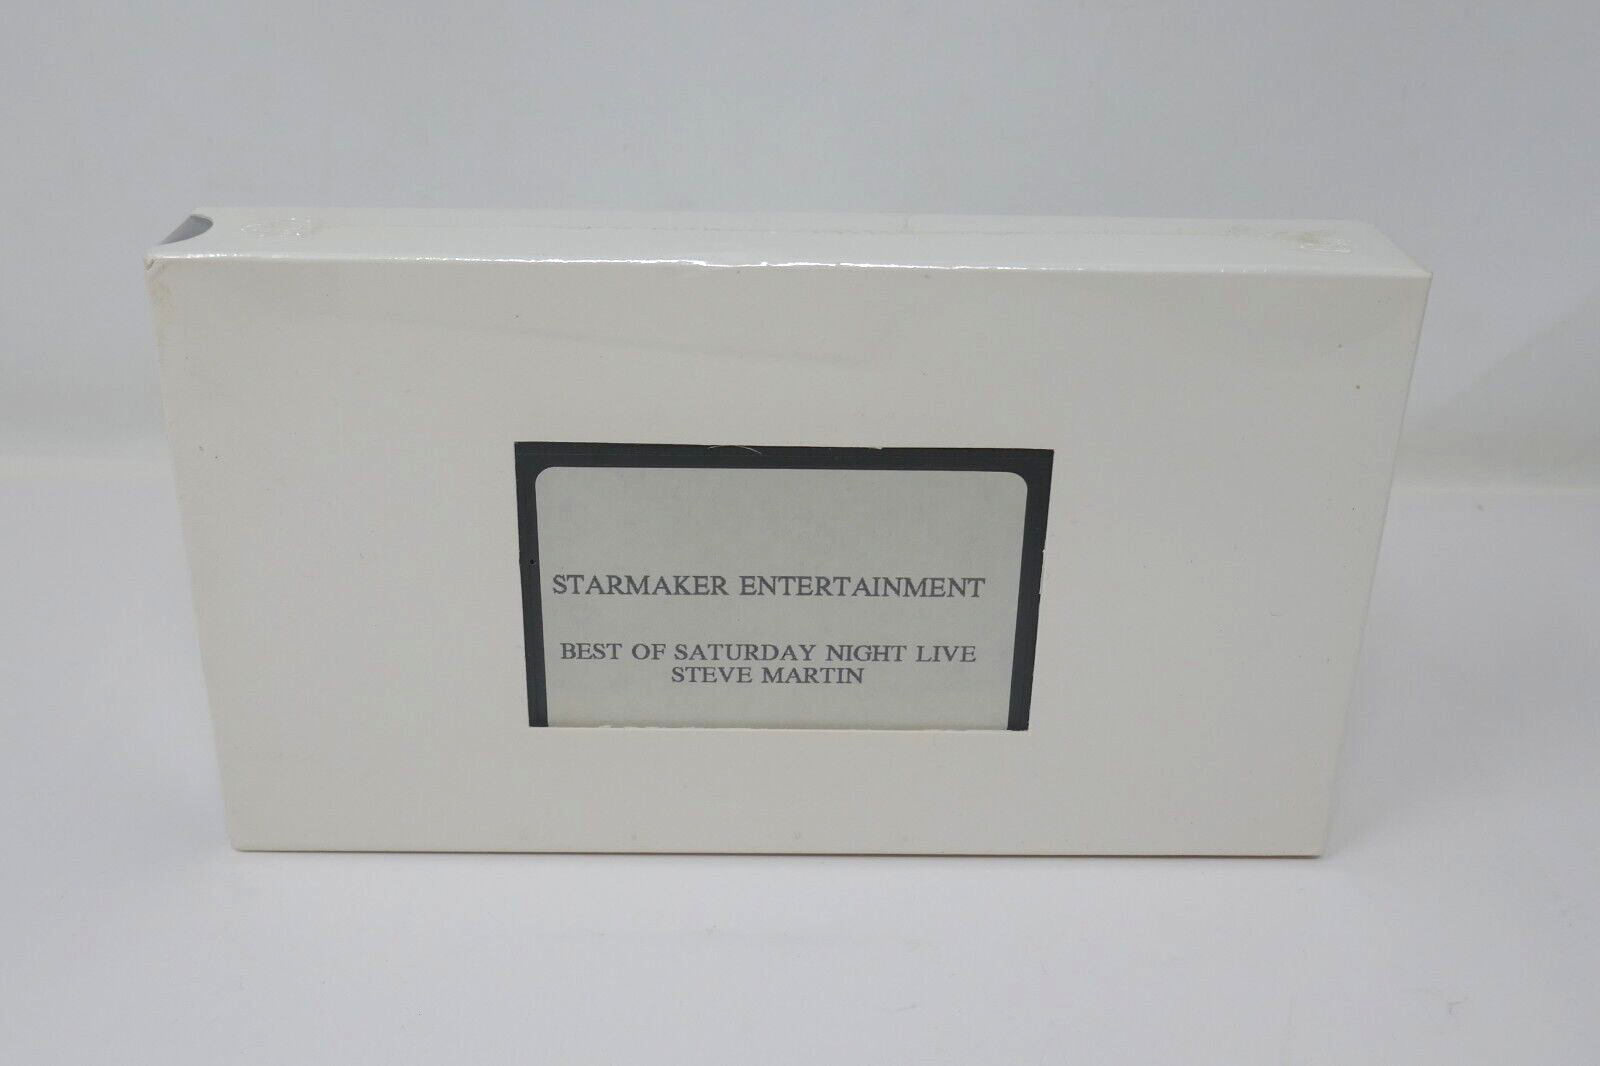 STARMAKER ENTERTAINMENT
BEST OF SATURDAY NIGHT LIVE
STEVE MARTIN